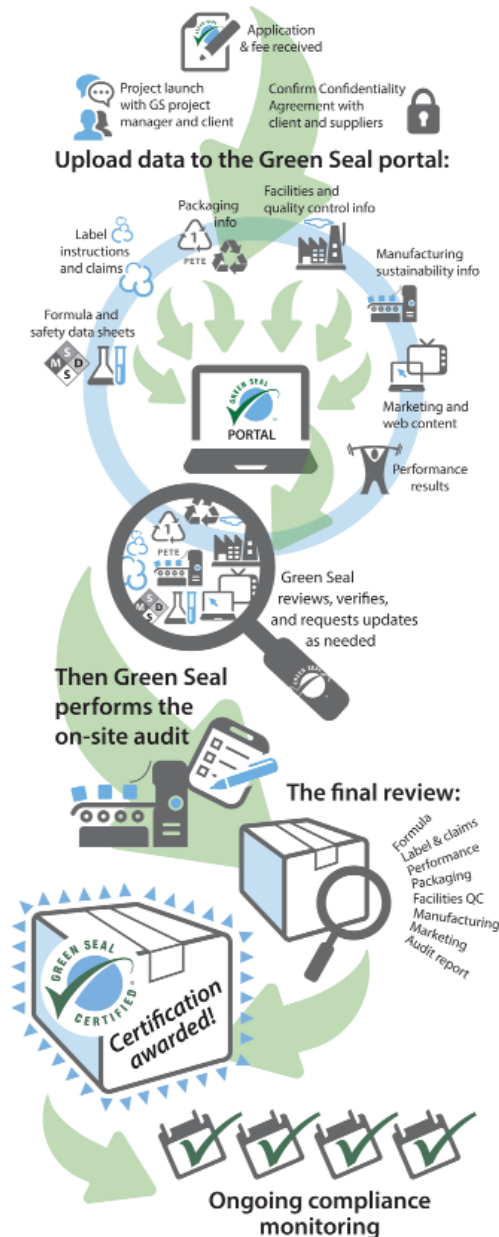 Application
& fee received
Project launch
with GS project
manager and client
Confirm Confidentiality
Agreement with
client and suppliers
Upload data to the Green Seal portal:
Packaging
info
Facilities and
quality control info
Label
instructions
and claims
1
PETE
Manufacturing
sustainability info
Formula and
safety data sheets
M S D S
GREEN SEAL
PORTAL
Marketing and
web content
Performance
results
1
PETE
M S D S
Green Seal
reviews, verifies,
and requests updates
as needed
GREEN SEAL
Then Green Seal
performs the
on-site audit
The final review:
Formula
Label & claims
Performance
Packaging
Facilities QC
Manufacturing
Marketing
Audit report
GREEN SEAL
CERTIFIED
Certification
awarded!
Ongoing compliance
monitoring